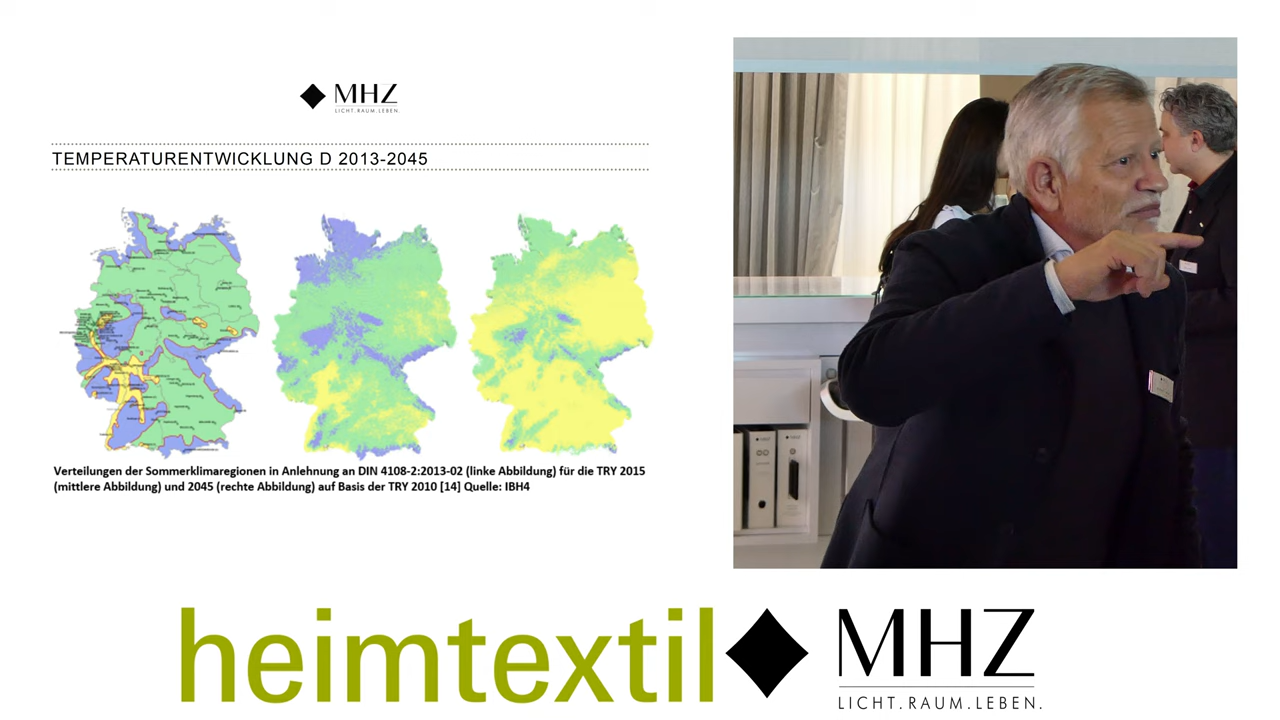 MHZ
LICHT.RAUM.LEBEN.
TEMPERATURENTWICKLUNG D 2013-2045
Verteilungen der Sommerklimaregionen in Anlehnung an DIN 4108-2:2013-02 (linke Abbildung) für die TRY 2015
(mittlere Abbildung) und 2045 (rechte Abbildung) auf Basis der TRY 2010 [14] Quelle: IBH4
heimtextil
MHZ
LICHT.RAUM.LEBEN.